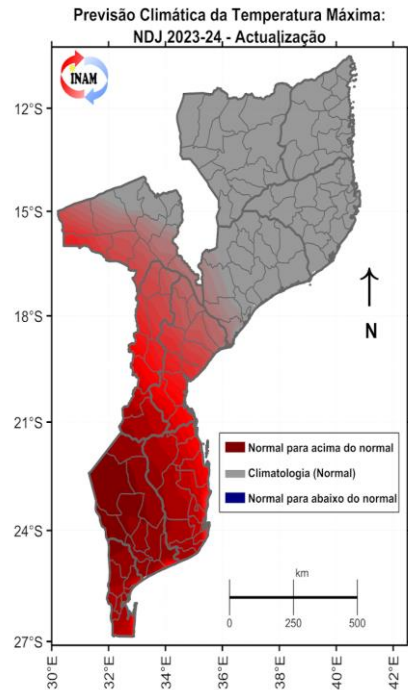 Previsão Climática da Temperatura Máxima:
NDJ 2023-24 - Actualização
INAM
12°S
15°S
18°S
21°S
24°S
27°S
N
Normal para acima do normal
Climatologia (Normal)
Normal para abaixo do normal
km
0 250 500
30°E 32°E 34°E 36°E 38°E 40°E 42°E